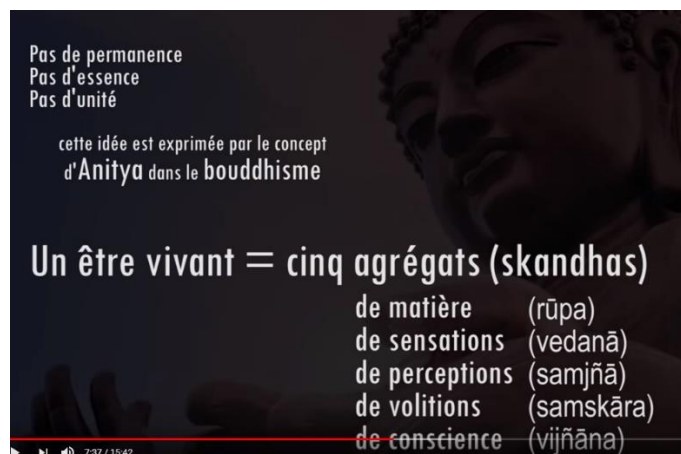 Pas de permanence
Pas d'essence
Pas d'unité
cette idée est exprimée par le concept
d'Anitya dans le bouddhisme
Un être vivant = cinq agrégats (skandhas)
de matière (rūpa)
de sensations (vedanā)
de perceptions (samjñā)
de volitions (samskāra)
de conscience (vijñāna)
7:37 / 15:42